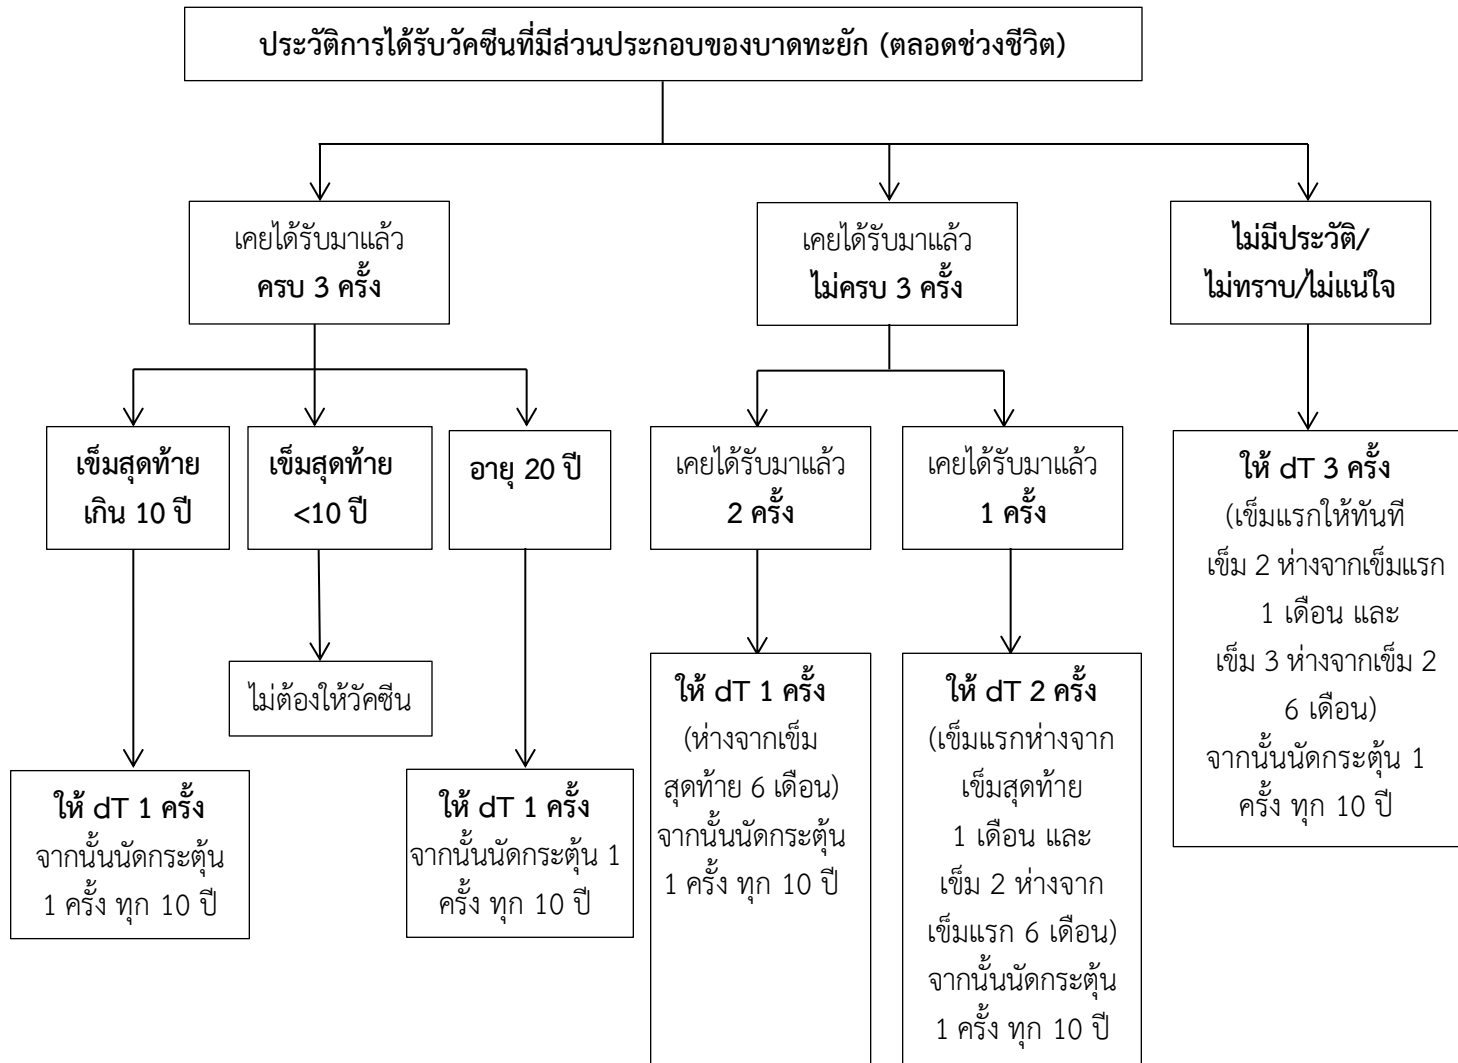 ประวัติการได้รับวัคซีนที่มีส่วนประกอบของบาดทะยัก (ตลอดช่วงชีวิต)
เคยได้รับมาแล้ว
ครบ 3 ครั้ง
เคยได้รับมาแล้ว
ไม่ครบ 3 ครั้ง
ไม่มีประวัติ/
ไม่ทราบ/ไม่แน่ใจ
เข็มสุดท้าย
เกิน 10 ปี
เข็มสุดท้าย
<10 ปี
อายุ 20 ปี
เคยได้รับมาแล้ว
2 ครั้ง
เคยได้รับมาแล้ว
1 ครั้ง
ให้ dT 3 ครั้ง
(เข็มแรกให้ทันที
เข็ม 2 ห่างจากเข็มแรก
1 เดือน และ
เข็ม 3 ห่างจากเข็ม 2
6 เดือน)
จากนั้นนัดกระตุ้น 1
ครั้ง ทุก 10 ปี
ไม่ต้องให้วัคซีน
ให้ dT 1 ครั้ง
จากนั้นนัดกระตุ้น
1 ครั้ง ทุก 10 ปี
ให้ dT 1 ครั้ง
จากนั้นนัดกระตุ้น 1
ครั้ง ทุก 10 ปี
ให้ dT 1 ครั้ง
(ห่างจากเข็ม
สุดท้าย 6 เดือน)
จากนั้นนัดกระตุ้น
1 ครั้ง ทุก 10 ปี
ให้ dT 2 ครั้ง
(เข็มแรกห่างจาก
เข็มสุดท้าย
1 เดือน และ
เข็ม 2 ห่างจาก
เข็มแรก 6 เดือน)
จากนั้นนัดกระตุ้น
1 ครั้ง ทุก 10 ปี